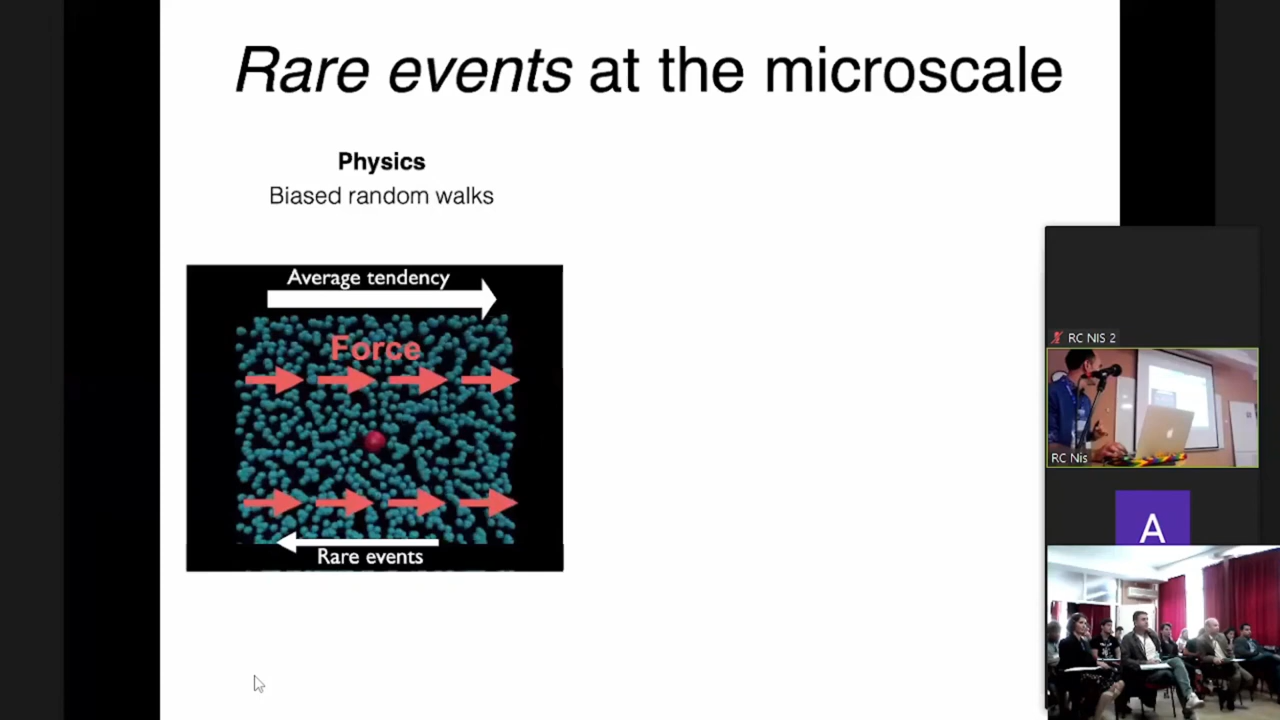 Rare events at the microscale
Physics
Biased random walks
Average tendency
Force
Rare events
RC NIS 2
RC Nis
A